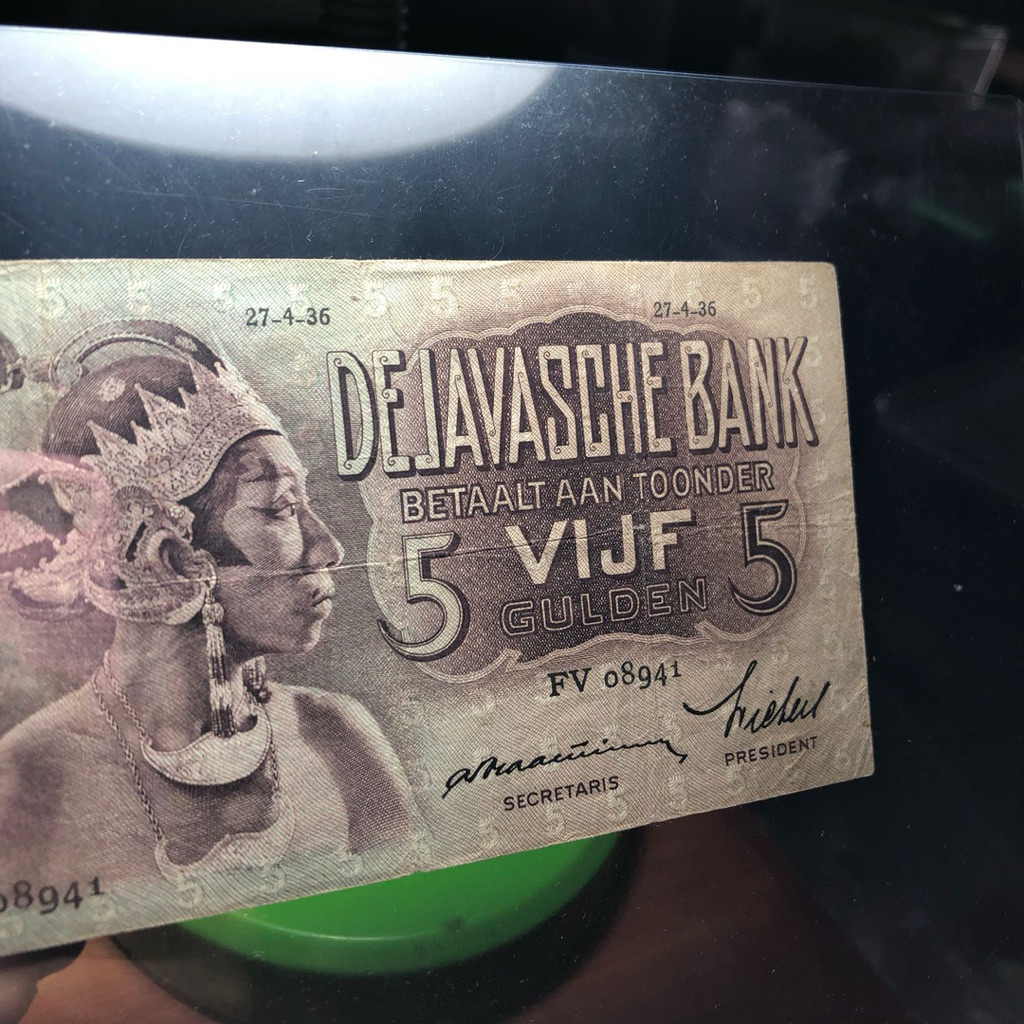 27-4-36 27-4-36
DE JAVASCHE BANK
BETAALT AAN TOONDER
5 VIJF 5
GULDEN
FV 08941
SECRETARIS
PRESIDENT
08941